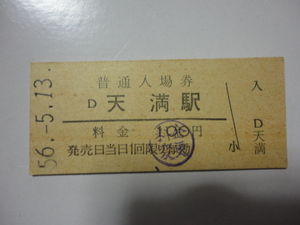 56.-5.13.
普通入場券
D 天満駅
料金 100円
発売日当日1回限り有効
小
入
D
天満